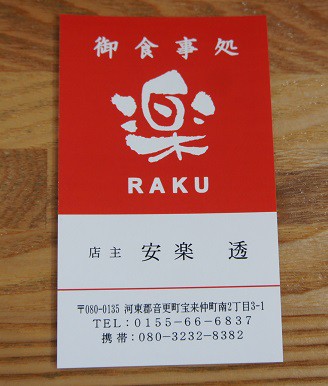 御食事処
楽
RAKU
店主 安楽 透
〒080-0135 河東郡音更町宝来仲町南2丁目3-1
TEL:0155-66-6837
携帯:080-3232-8382